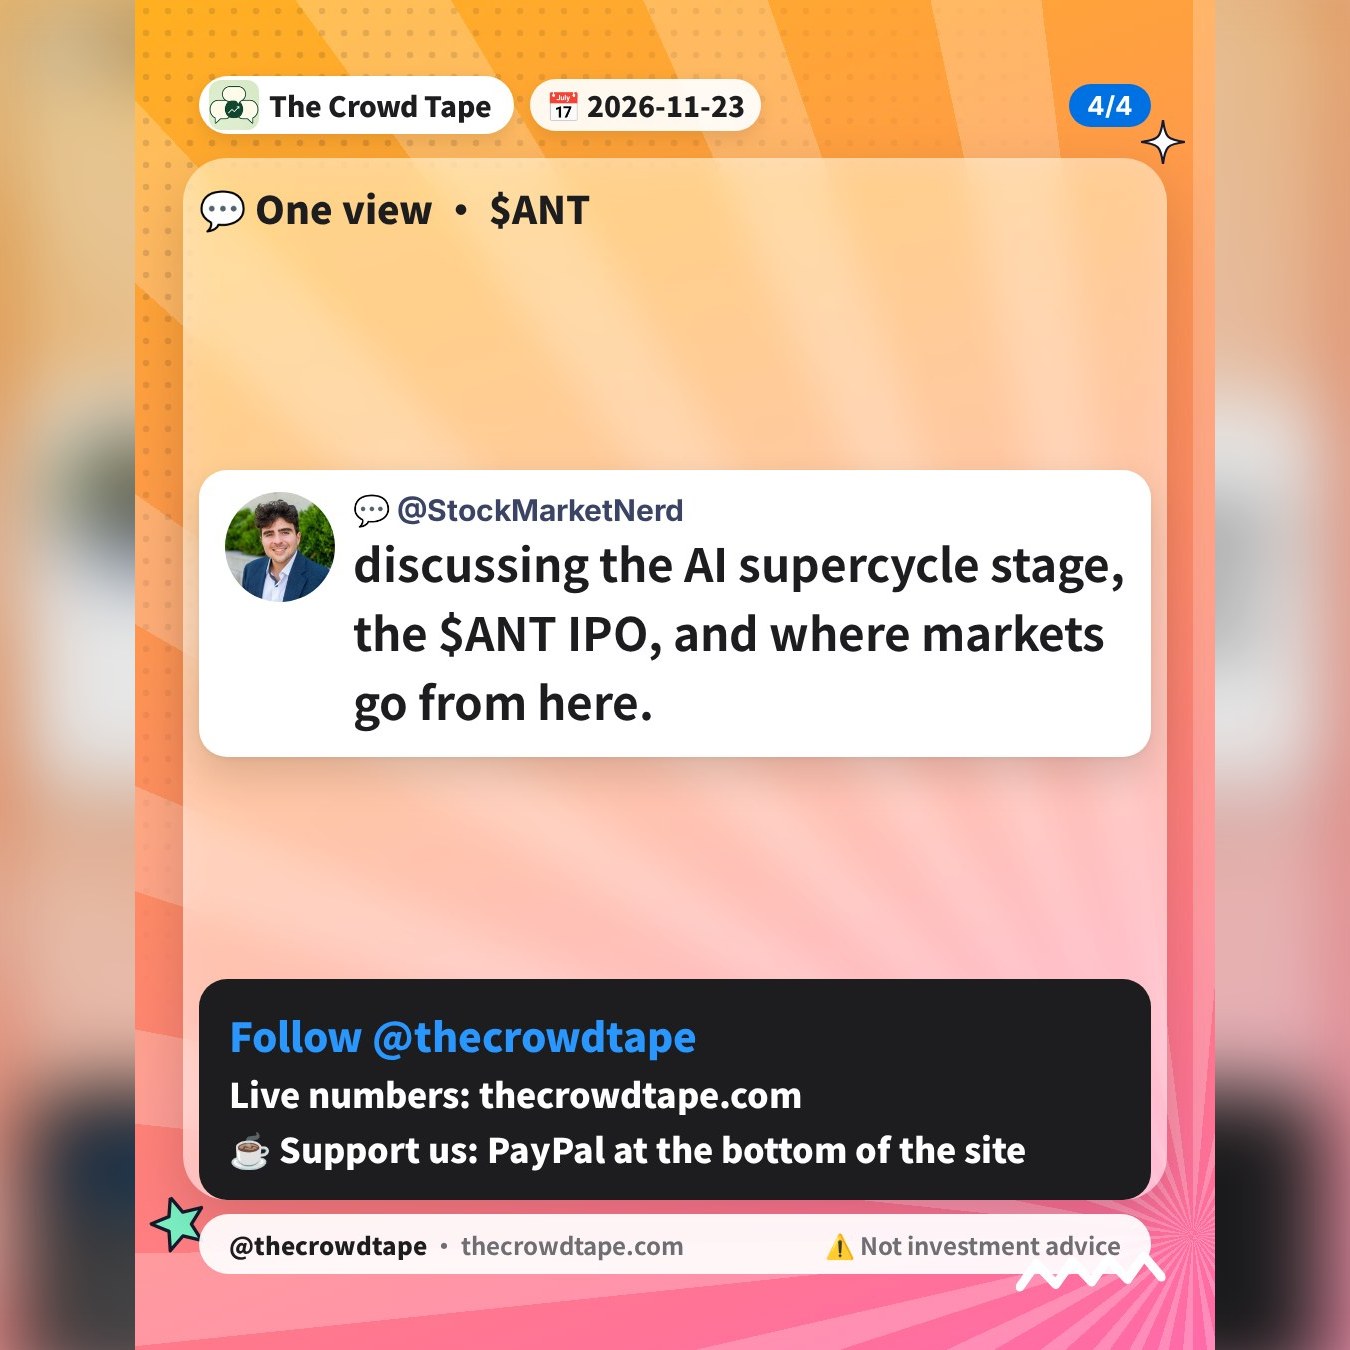 The Crowd Tape
📅 2026-11-23
4/4
💬 One view • $ANT
💬 @StockMarketNerd
discussing the AI supercycle stage,
the $ANT IPO, and where markets
go from here.
Follow @thecrowdtape
Live numbers: thecrowdtape.com
☕ Support us: PayPal at the bottom of the site
@thecrowdtape • thecrowdtape.com
⚠️ Not investment advice